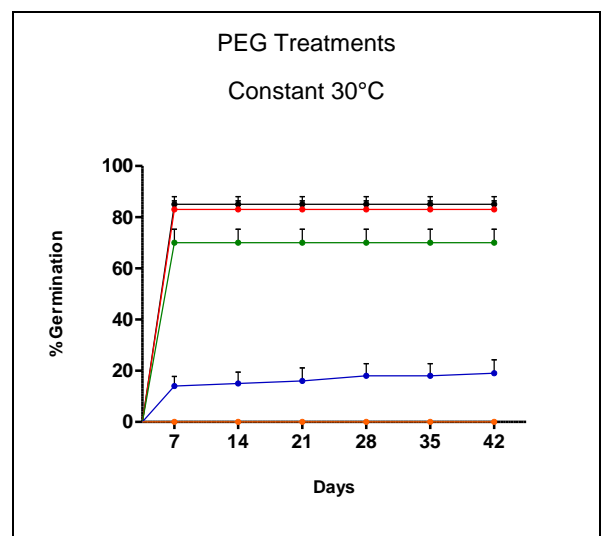 PEG Treatments
Constant 30°C
100
80
60
40
20
0
%Germination
7 14 21 28 35 42
Days